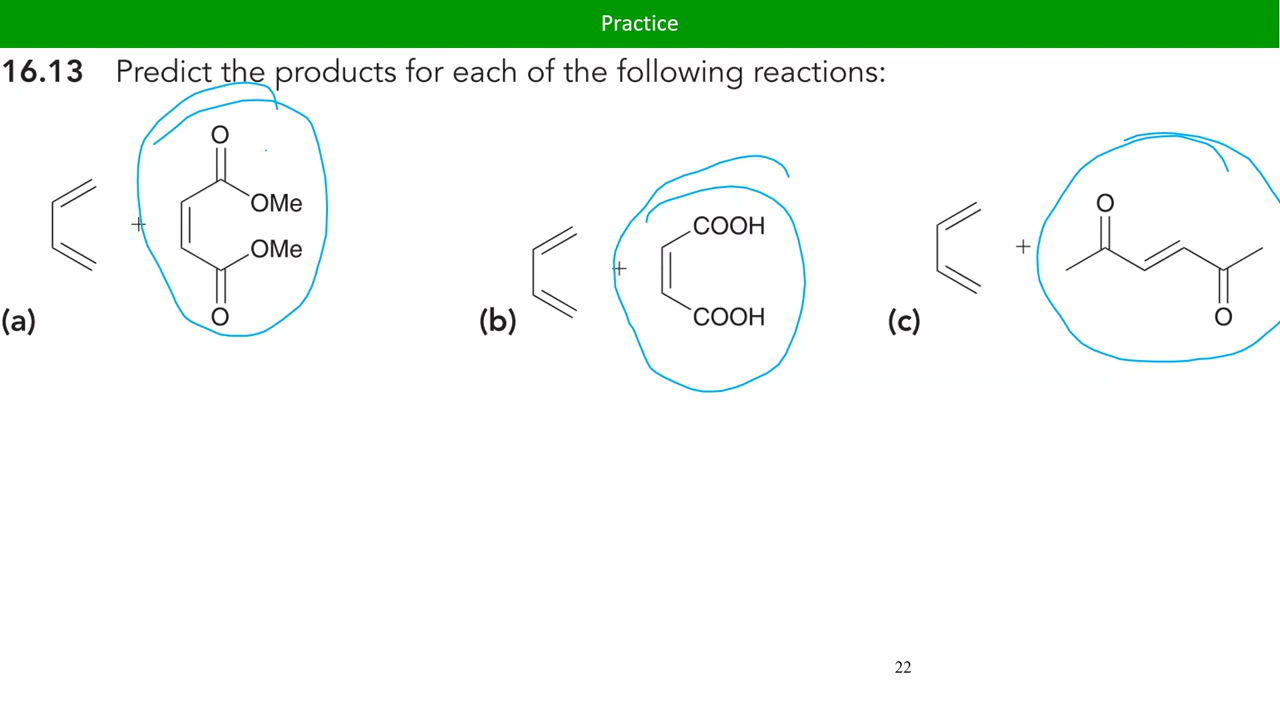 Practice
16.13 Predict the products for each of the following reactions:
O
OMe
OMe
O
+
(a)
COOH
COOH
+
(b)
O
O
+
(c)
22